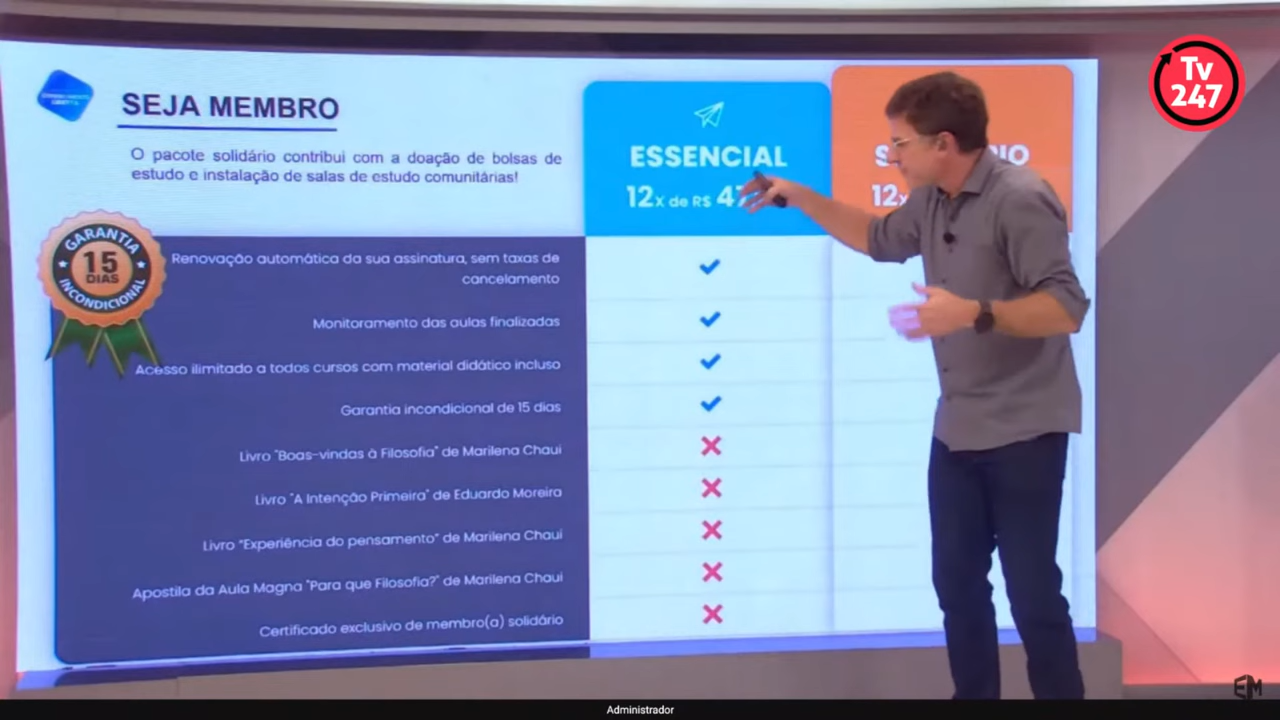 Tv
247
SEJA MEMBRO
O pacote solidário contribui com a doação de bolsas de
estudo e instalação de salas de estudo comunitárias!
ESSENCIAL
12x de R$
12x
GARANTIA
15
DIAS
INCONDICIONAL
Renovação automática da sua assinatura, sem taxas de
cancelamento
Monitoramento das aulas finalizadas
Acesso ilimitado a todos cursos com material didático incluso
Garantia incondicional de 15 dias
Livro "Boas-vindas à Filosofia" de Marilena Chaui
Livro "A Intenção Primeira" de Eduardo Moreira
Livro "Experiência do pensamento" de Marilena Chaui
Apostila da Aula Magna "Para que Filosofia?" de Marilena Chaui
Certificado exclusivo de membro(a) solidário
EM
Administrador